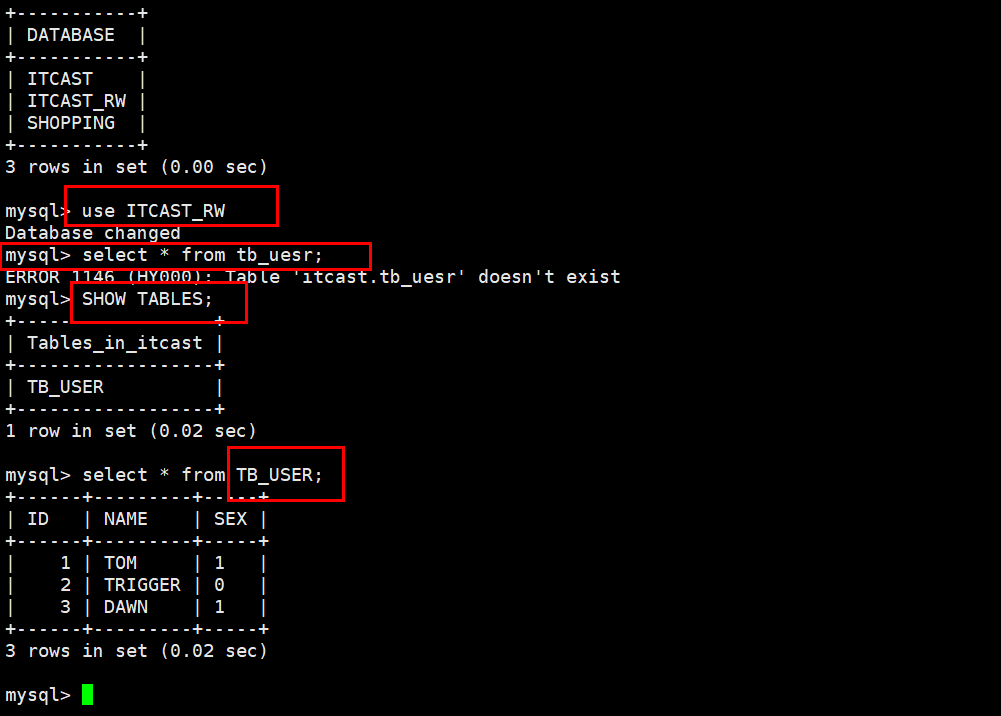 +-----------+
| DATABASE  |
+-----------+
| ITCAST    |
| ITCAST_RW |
| SHOPPING  |
+-----------+
3 rows in set (0.00 sec)
mysql> use ITCAST_RW
Database changed
mysql> select * from tb_uesr;
ERROR 1146 (HY000): Table 'itcast.tb_uesr' doesn't exist
mysql> SHOW TABLES;
+------------------+
| Tables_in_itcast |
+------------------+
| TB_USER          |
+------------------+
1 row in set (0.02 sec)
mysql> select * from TB_USER;
+------+---------+-----+
| ID   | NAME    | SEX |
+------+---------+-----+
|    1 | TOM     | 1   |
|    2 | TRIGGER | 0   |
|    3 | DAWN    | 1   |
+------+---------+-----+
3 rows in set (0.02 sec)
mysql>